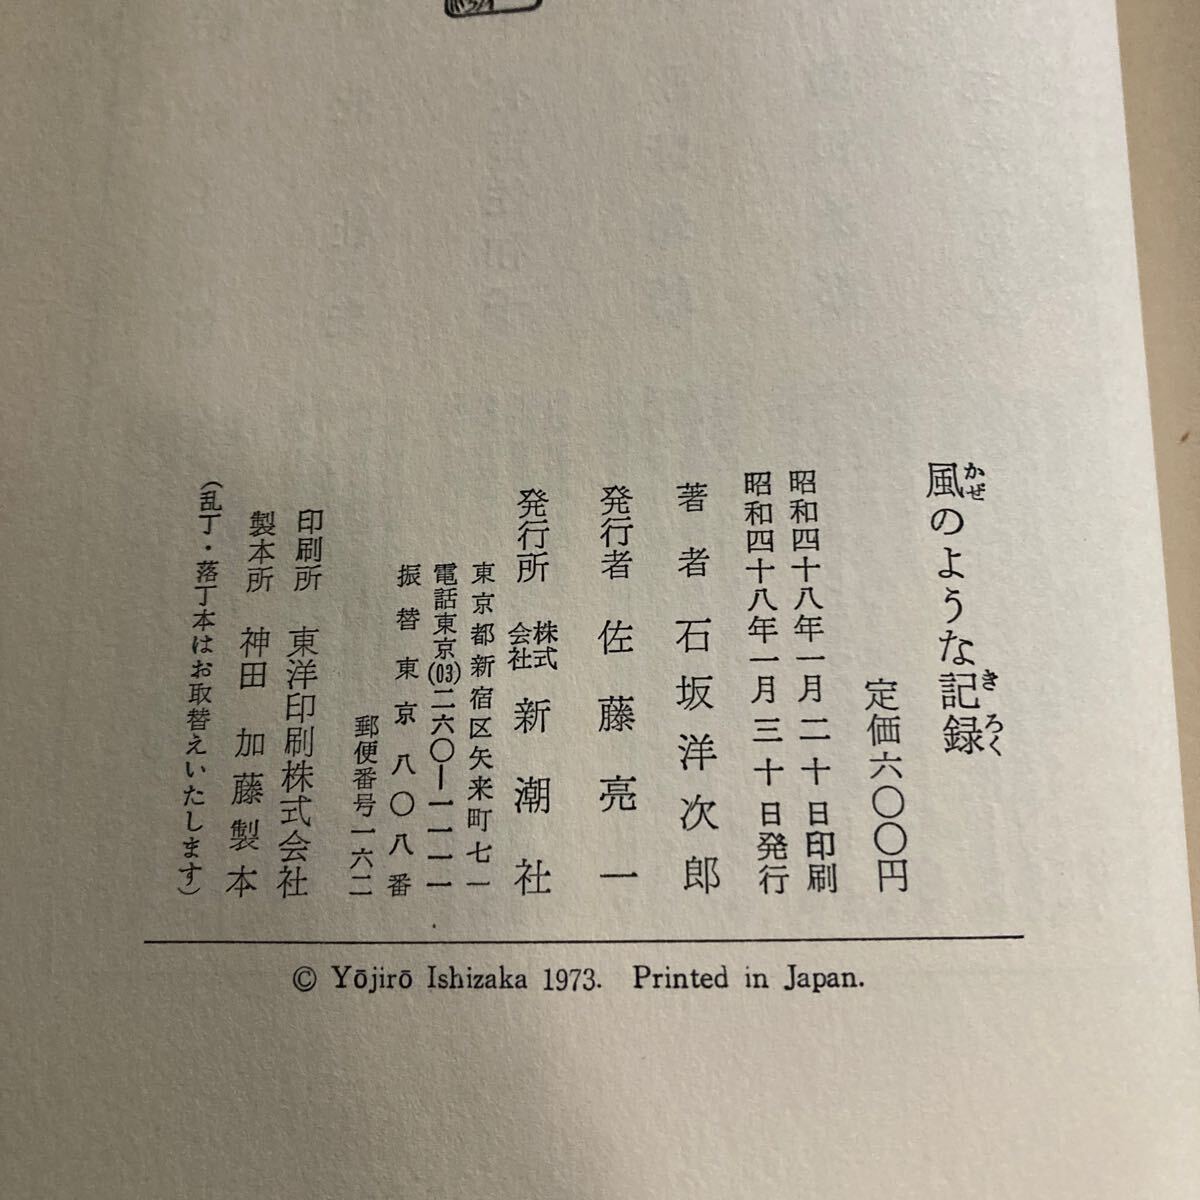 風のような記録
かぜ
きろく
定価六〇〇円
昭和四十八年一月二十日印刷
昭和四十八年一月三十日発行
著者 石坂洋次郎
発行者 佐藤亮一
発行所 株式会社 新潮社
東京都新宿区矢来町七一
電話東京(03)二六〇―一一一一
振替東京八〇八番
郵便番号一六二
印刷所 東洋印刷株式会社
製本所 神田 加藤製本
(乱丁・落丁本はお取替えいたします)
© Yōjirō Ishizaka 1973. Printed in Japan.